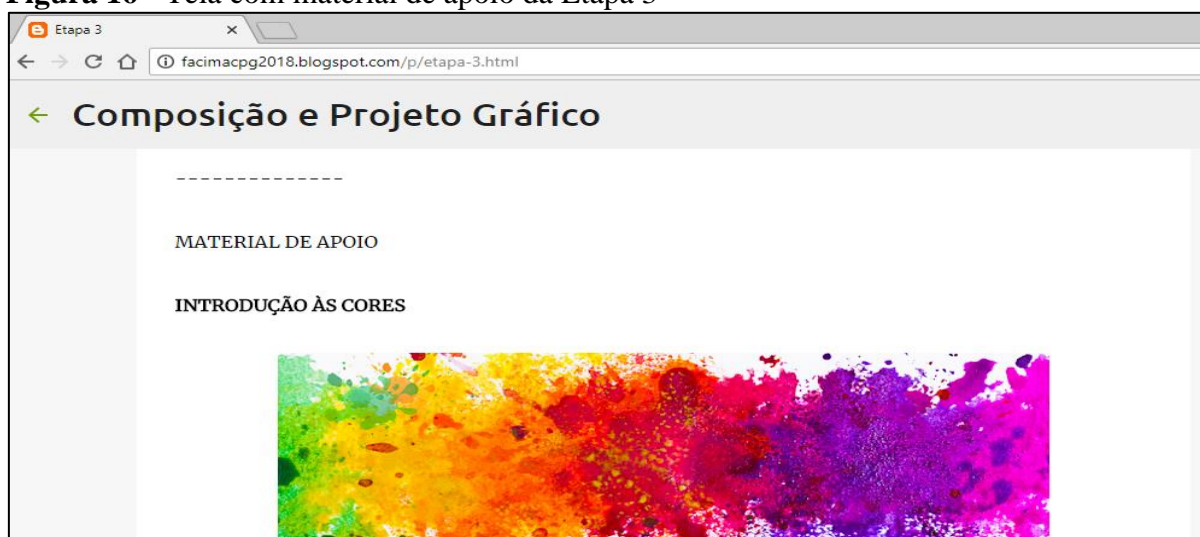 Figura 16 - Tela com material de apoio da Etapa 3
Etapa 3
facimacpg2018.blogspot.com/p/etapa-3.html
Composição e Projeto Gráfico
--------------
MATERIAL DE APOIO
INTRODUÇÃO ÀS CORES